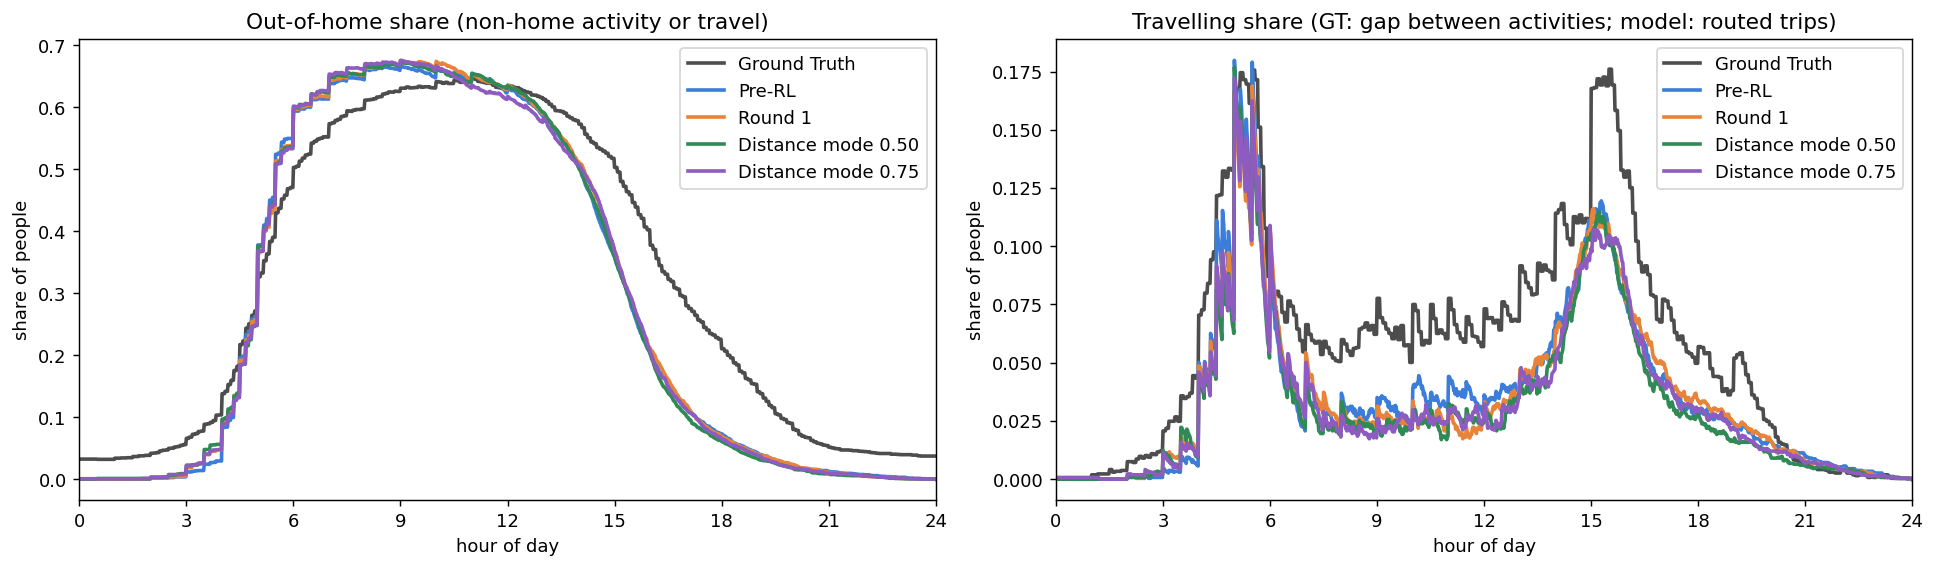 Out-of-home share (non-home activity or travel)
share of people
0.7
0.6
0.5
0.4
0.3
0.2
0.1
0.0
Ground Truth
Pre-RL
Round 1
Distance mode 0.50
Distance mode 0.75
0 3 6 9 12 15 18 21 24
hour of day
Travelling share (GT: gap between activities; model: routed trips)
share of people
0.175
0.150
0.125
0.100
0.075
0.050
0.025
0.000
Ground Truth
Pre-RL
Round 1
Distance mode 0.50
Distance mode 0.75
0 3 6 9 12 15 18 21 24
hour of day